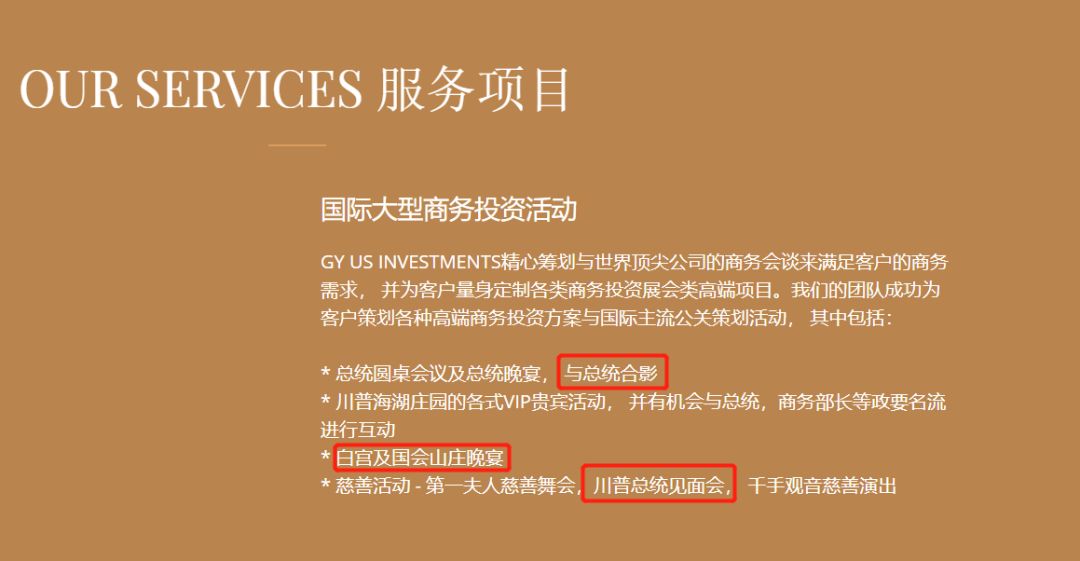 OUR SERVICES 服务项目
国际大型商务投资活动
GY US INVESTMENTS精心筹划与世界顶尖公司的商务会谈来满足客户的商务
需求， 并为客户量身定制各类商务投资展会类高端项目。我们的团队成功为
客户策划各种高端商务投资方案与国际主流公关策划活动， 其中包括：
* 总统圆桌会议及总统晚宴，与总统合影
* 川普海湖庄园的各式VIP贵宾活动， 并有机会与总统，商务部长等政要名流
进行互动
* 白宫及国会山庄晚宴
* 慈善活动 - 第一夫人慈善舞会，川普总统见面会， 千手观音慈善演出